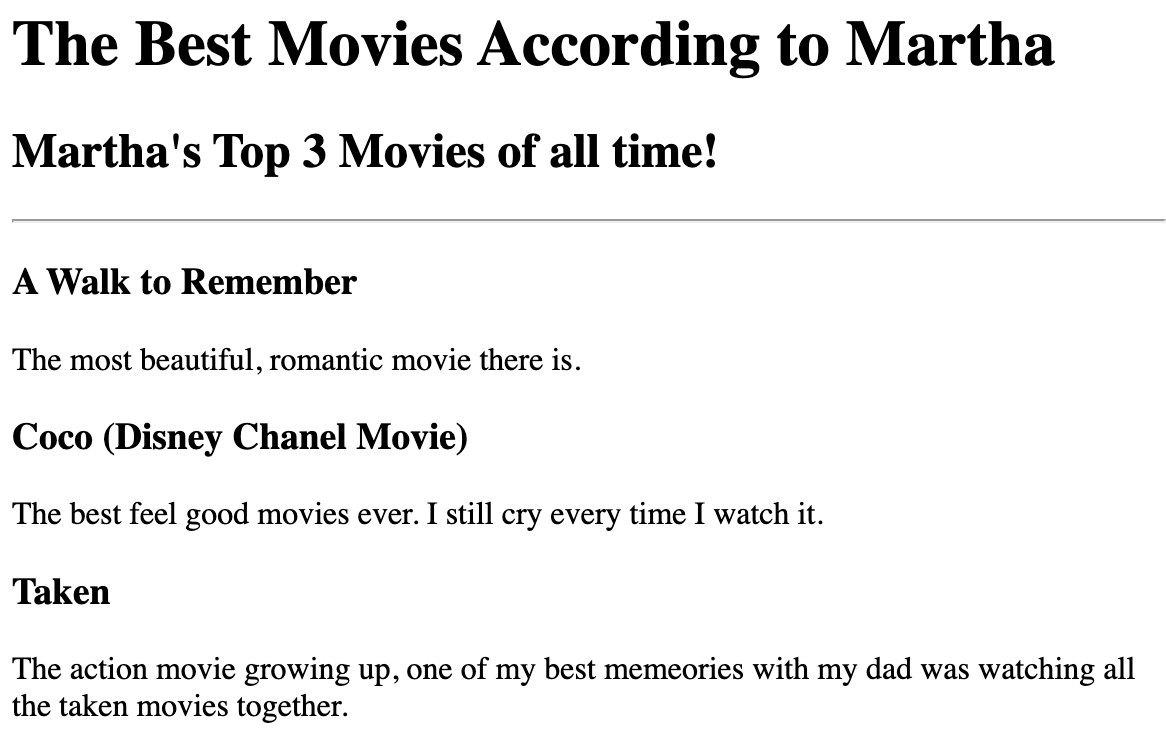 The Best Movies According to Martha
Martha's Top 3 Movies of all time!
A Walk to Remember
The most beautiful, romantic movie there is.
Coco (Disney Chanel Movie)
The best feel good movies ever. I still cry every time I watch it.
Taken
The action movie growing up, one of my best memeories with my dad was watching all
the taken movies together.